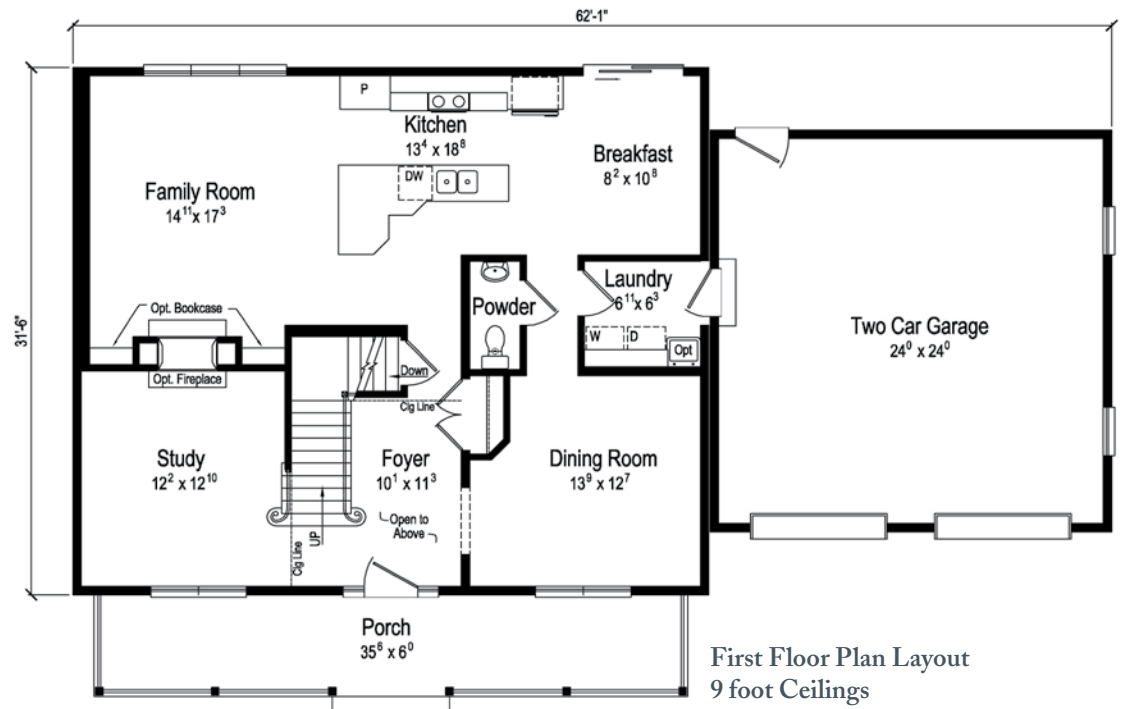 62'-1"
31'-6"
P
Kitchen
13⁴ x 18⁸
Breakfast
8² x 10⁸
DW
Family Room
14¹¹x 17³
Opt. Bookcase
Opt. Fireplace
Powder
Laundry
6¹¹x 6³
W
D
Opt
Two Car Garage
24⁰ x 24⁰
Down
Clg Line
Study
12² x 12¹⁰
Foyer
10¹ x 11³
Open to
Above
UP
Clg Line
Dining Room
13⁹ x 12⁷
Porch
35⁶ x 6⁰
First Floor Plan Layout
9 foot Ceilings